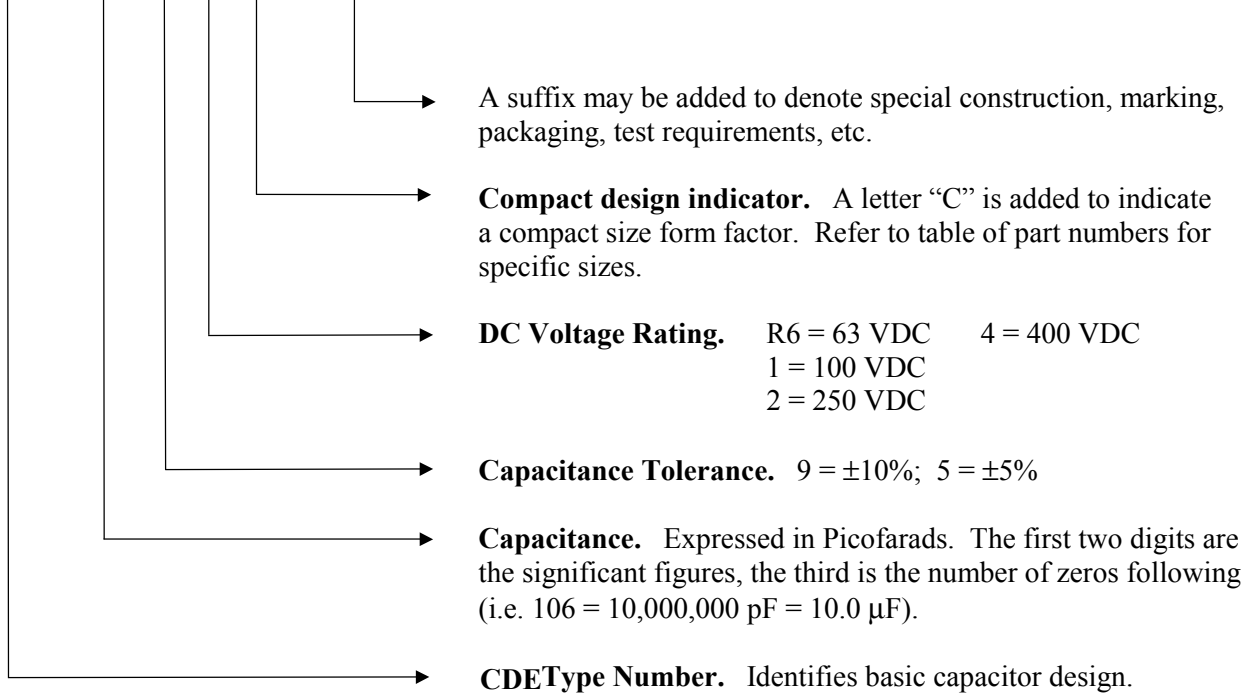 A suffix may be added to denote special construction, marking,
packaging, test requirements, etc.
Compact design indicator. A letter “C” is added to indicate
a compact size form factor. Refer to table of part numbers for
specific sizes.
DC Voltage Rating. R6 = 63 VDC 4 = 400 VDC
1 = 100 VDC
2 = 250 VDC
Capacitance Tolerance. 9 = ±10%; 5 = ±5%
Capacitance. Expressed in Picofarads. The first two digits are
the significant figures, the third is the number of zeros following
(i.e. 106 = 10,000,000 pF = 10.0 µF).
CDEType Number. Identifies basic capacitor design.